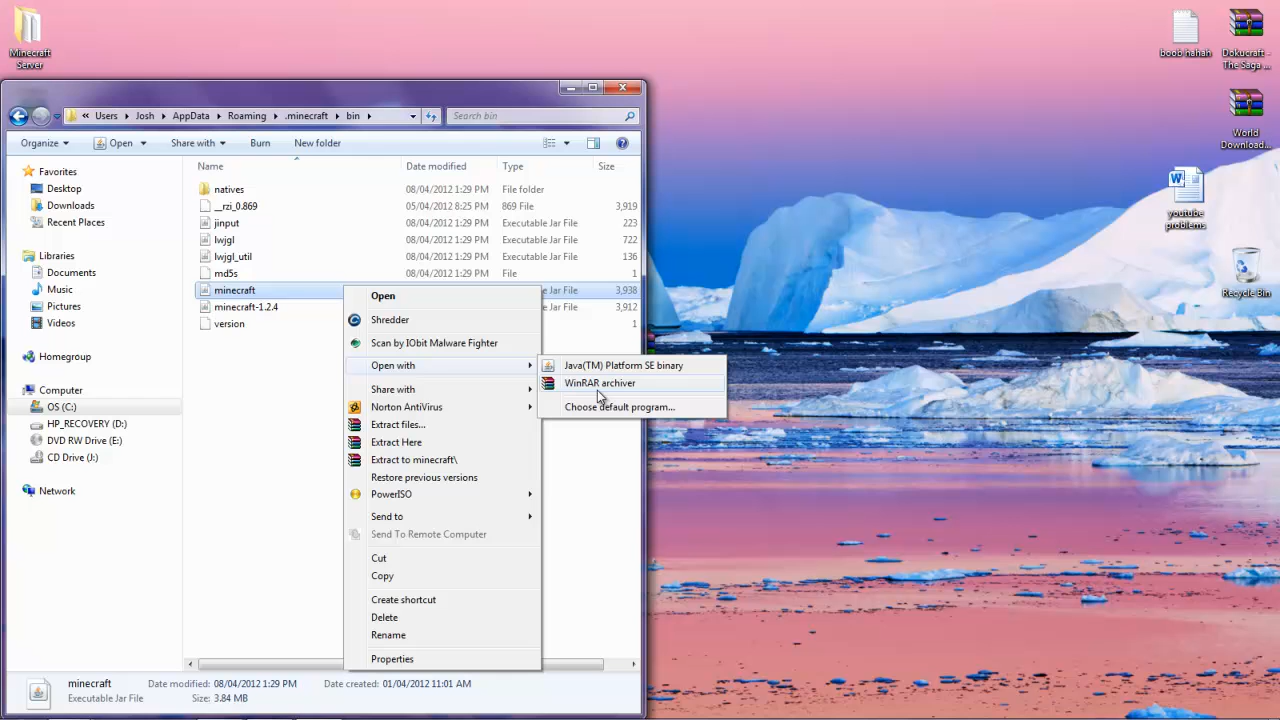 Minecraft
Server
boob hahah
Dokucraft -
The Saga ...
World
Download...
youtube
problems
Recycle Bin
« Users Josh AppData Roaming .minecraft bin
Search bin
Organize Open Share with Burn New folder
Name Date modified Type Size
Favorites
Desktop
Downloads
Recent Places
Libraries
Documents
Music
Pictures
Videos
Homegroup
Computer
OS (C:)
HP_RECOVERY (D:)
DVD RW Drive (E:)
CD Drive (J:)
Network
natives 08/04/2012 1:29 PM File folder
__rzi_0.869 05/04/2012 8:25 PM 869 File 3,919
jinput 08/04/2012 1:29 PM Executable Jar File 223
lwjgl 08/04/2012 1:29 PM Executable Jar File 722
lwjgl_util 08/04/2012 1:29 PM Executable Jar File 136
md5s 08/04/2012 1:29 PM File 1
minecraft le Jar File 3,938
minecraft-1.2.4 le Jar File 3,912
version 1
Open
Shredder
Scan by IObit Malware Fighter
Open with
Share with
Norton AntiVirus
Extract files...
Extract Here
Extract to minecraft\
Restore previous versions
PowerISO
Send to
Send To Remote Computer
Cut
Copy
Create shortcut
Delete
Rename
Properties
Java(TM) Platform SE binary
WinRAR archiver
Choose default program...
minecraft Date modified: 08/04/2012 1:29 PM Date created: 01/04/2012 11:01 AM
Executable Jar File Size: 3.84 MB